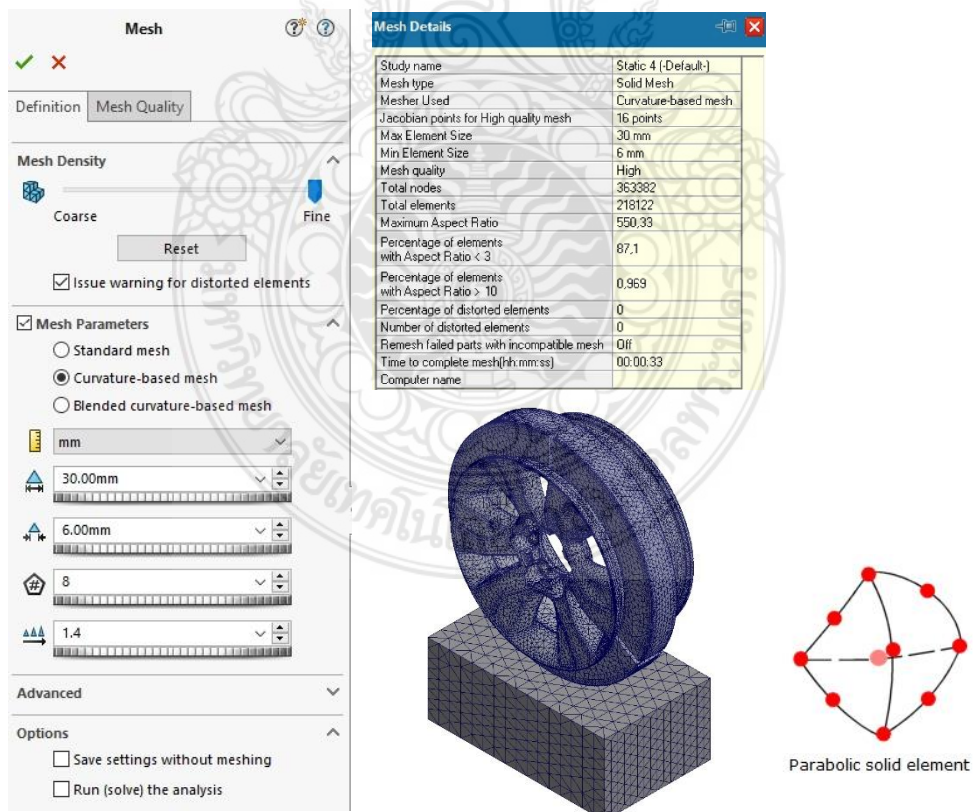 Mesh
Definition
Mesh Quality
Mesh Density
Coarse
Fine
Reset
Issue warning for distorted elements
Mesh Parameters
Standard mesh
Curvature-based mesh
Blended curvature-based mesh
mm
30.00mm
6.00mm
8
1.4
Advanced
Options
Save settings without meshing
Run (solve) the analysis
Mesh Details
Study name Static 4 (-Default-)
Mesh type Solid Mesh
Mesher Used Curvature-based mesh
Jacobian points for High quality mesh 16 points
Max Element Size 30 mm
Min Element Size 6 mm
Mesh quality High
Total nodes 363382
Total elements 218122
Maximum Aspect Ratio 550,33
Percentage of elements
with Aspect Ratio < 3 87,1
Percentage of elements
with Aspect Ratio > 10 0,969
Percentage of distorted elements 0
Number of distorted elements 0
Remesh failed parts with incompatible mesh Off
Time to complete mesh(hh:mm:ss) 00:00:33
Computer name
Parabolic solid element